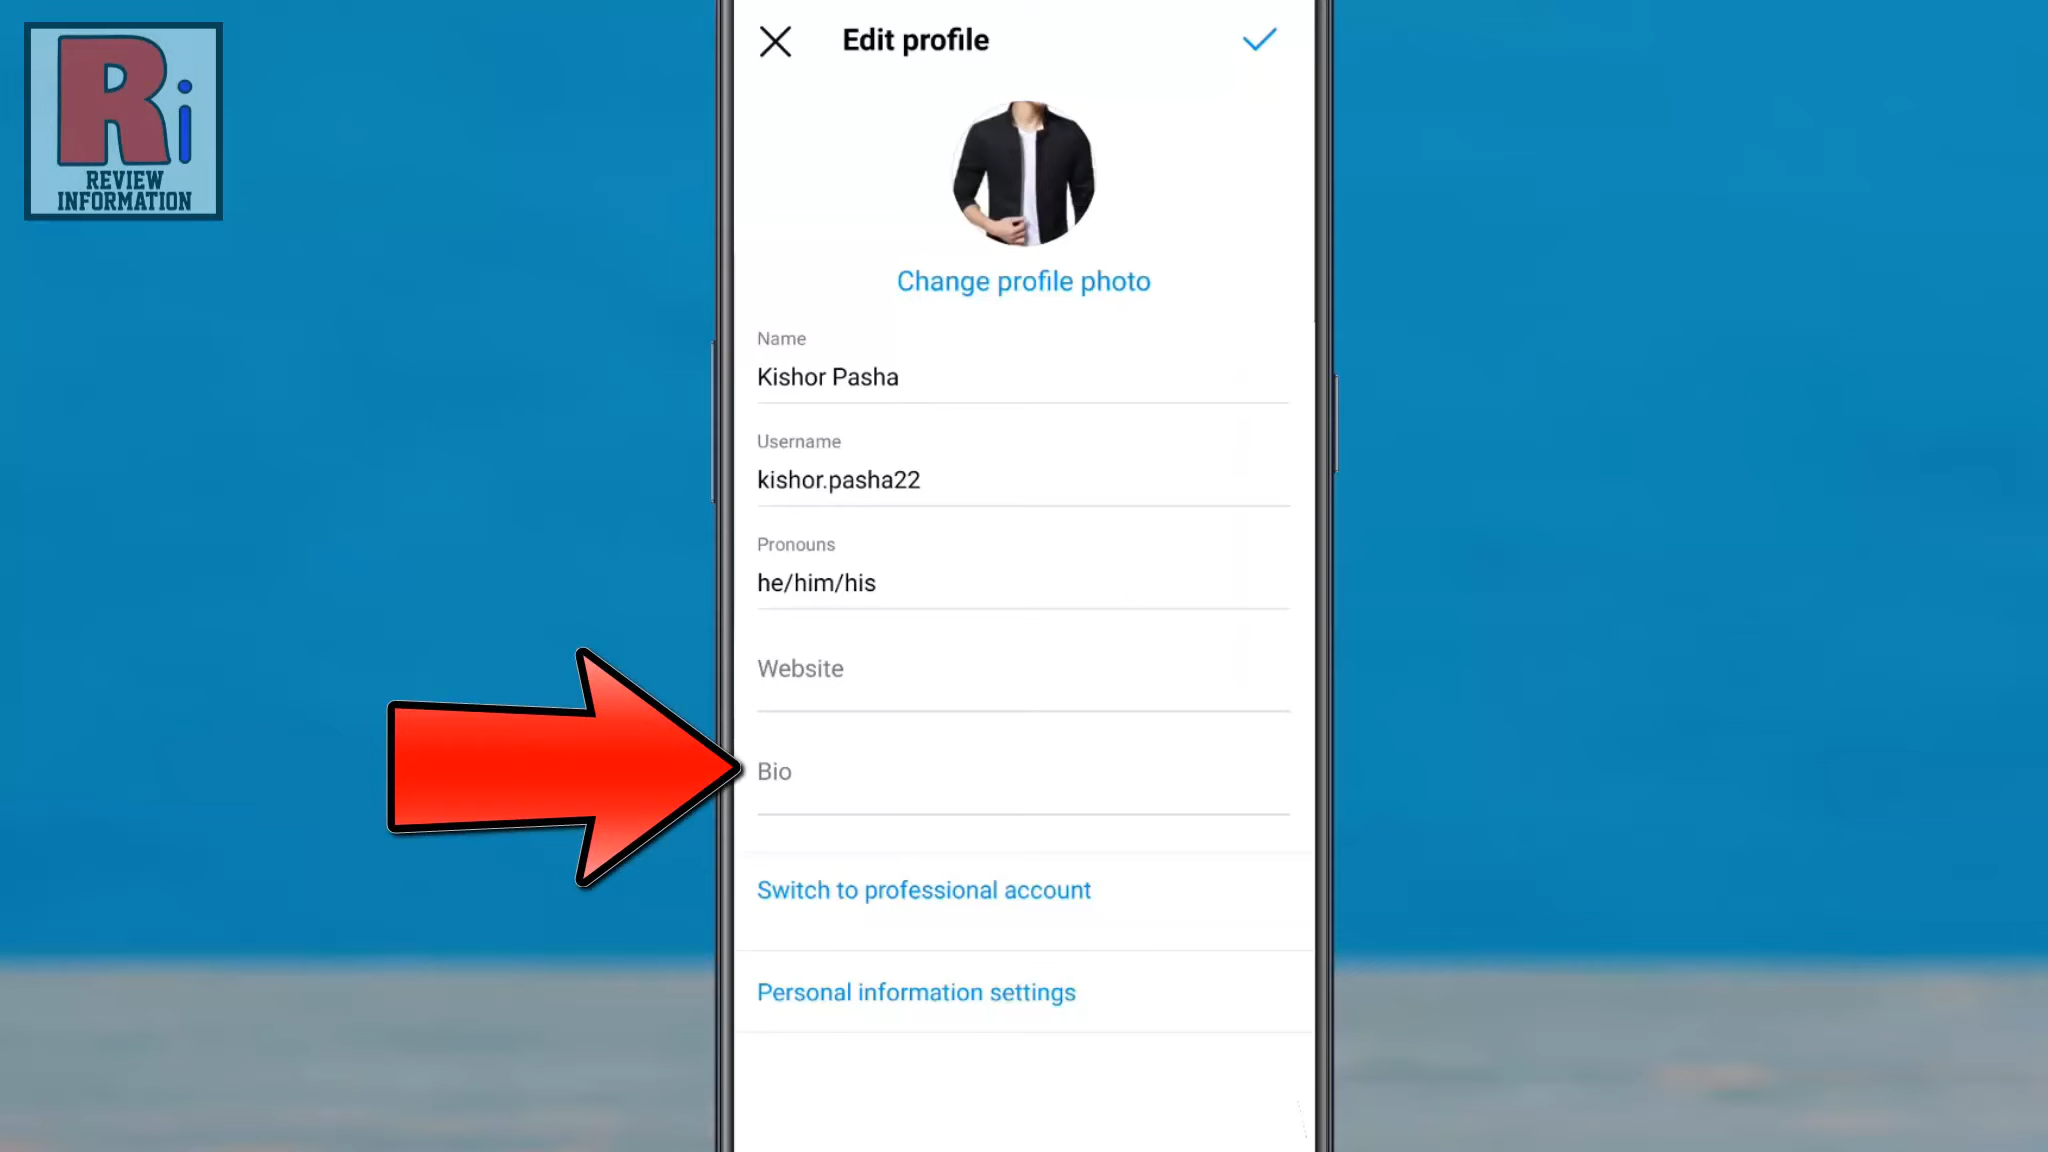 Ri
REVIEW
INFORMATION
Edit profile
Change profile photo
Name
Kishor Pasha
Username
kishor.pasha22
Pronouns
he/him/his
Website
Bio
Switch to professional account
Personal information settings